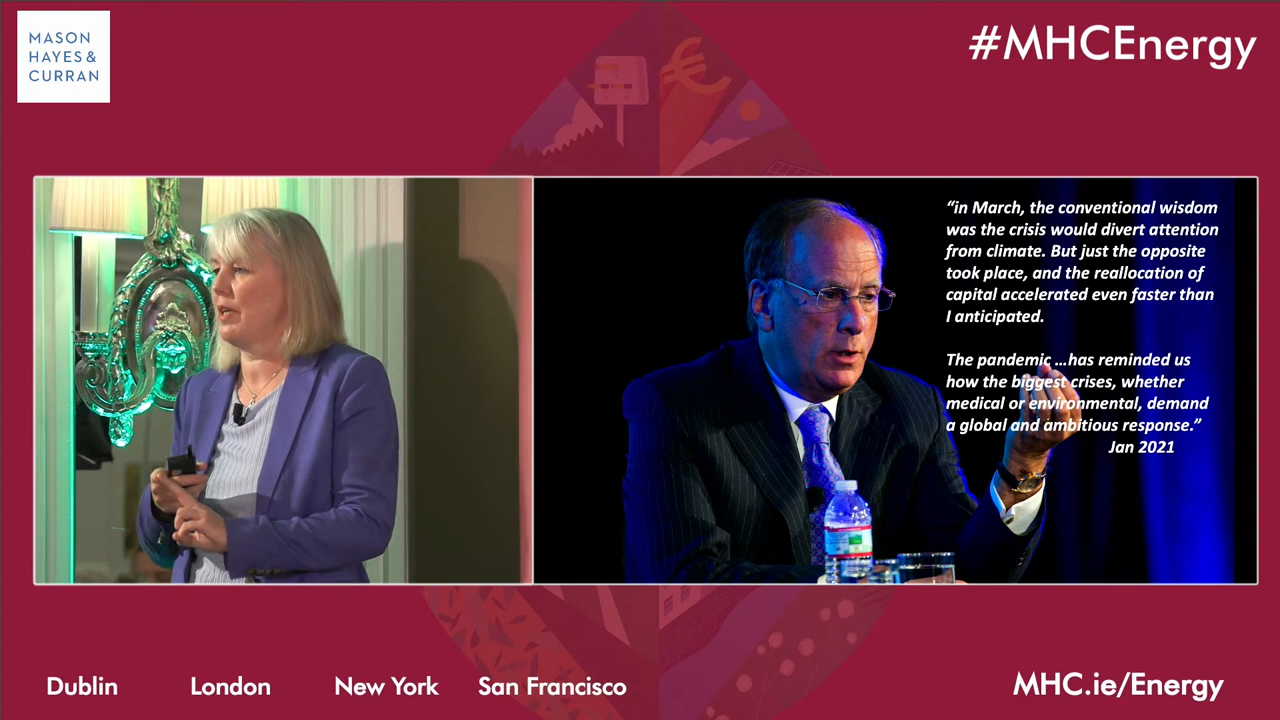 MASON
HAYES &
CURRAN
#MHCEnergy
“in March, the conventional wisdom
was the crisis would divert attention
from climate. But just the opposite
took place, and the reallocation of
capital accelerated even faster than
I anticipated.
The pandemic …has reminded us
how the biggest crises, whether
medical or environmental, demand
a global and ambitious response.”
Jan 2021
Dublin
London
New York
San Francisco
MHC.ie/Energy